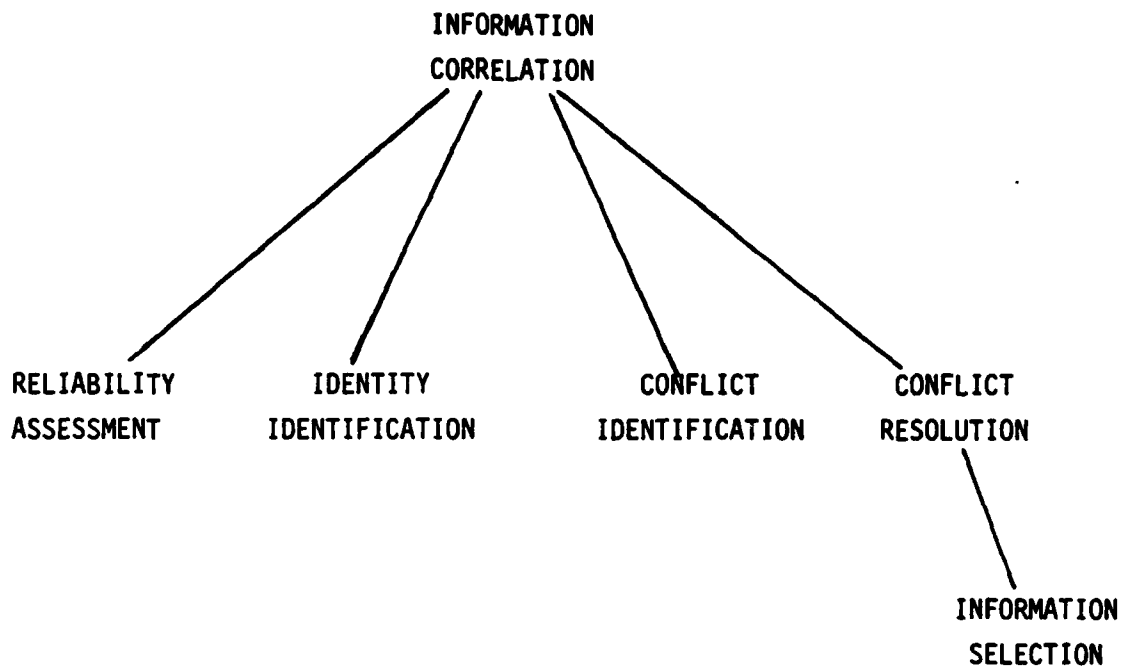 INFORMATION
CORRELATION
RELIABILITY
ASSESSMENT
IDENTITY
IDENTIFICATION
CONFLICT
IDENTIFICATION
CONFLICT
RESOLUTION
INFORMATION
SELECTION